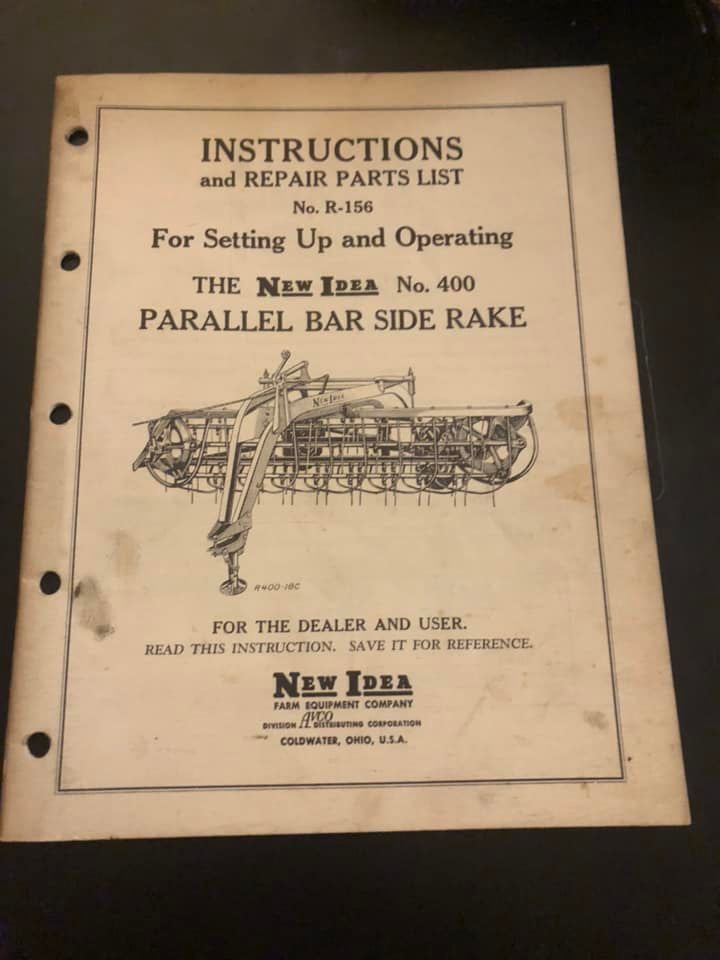 INSTRUCTIONS
and REPAIR PARTS LIST
No. R-156
For Setting Up and Operating
THE NEW IDEA No. 400
PARALLEL BAR SIDE RAKE
NEW IDEA
R400-18C
FOR THE DEALER AND USER.
READ THIS INSTRUCTION. SAVE IT FOR REFERENCE.
NEW IDEA
FARM EQUIPMENT COMPANY
DIVISION AVCO DISTRIBUTING CORPORATION
COLDWATER, OHIO, U.S.A.